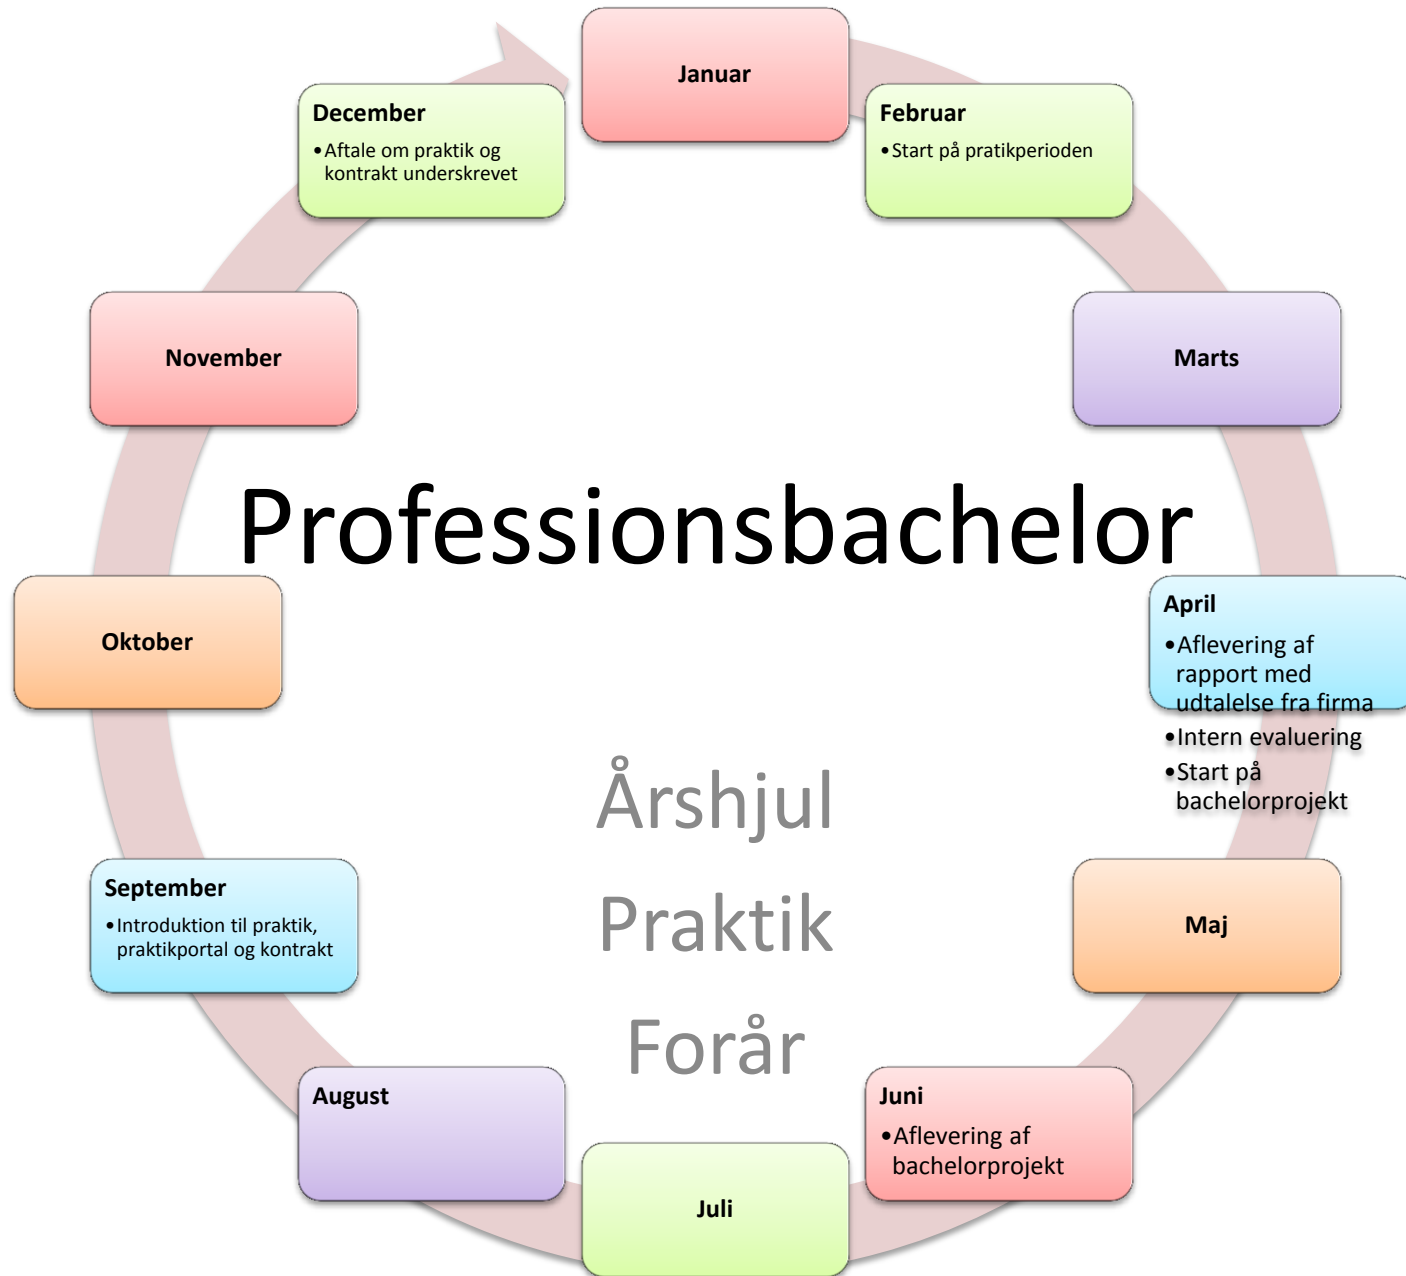 Januar
Februar
•Start på pratikperioden
Marts
April
•Aflevering af
rapport med
udtalelse fra firma
•Intern evaluering
•Start på
bachelorprojekt
Maj
Juni
•Aflevering af
bachelorprojekt
Juli
August
September
•Introduktion til praktik,
praktikportal og kontrakt
Oktober
November
December
•Aftale om praktik og
kontrakt underskrevet
Professionsbachelor
Årshjul
Praktik
Forår